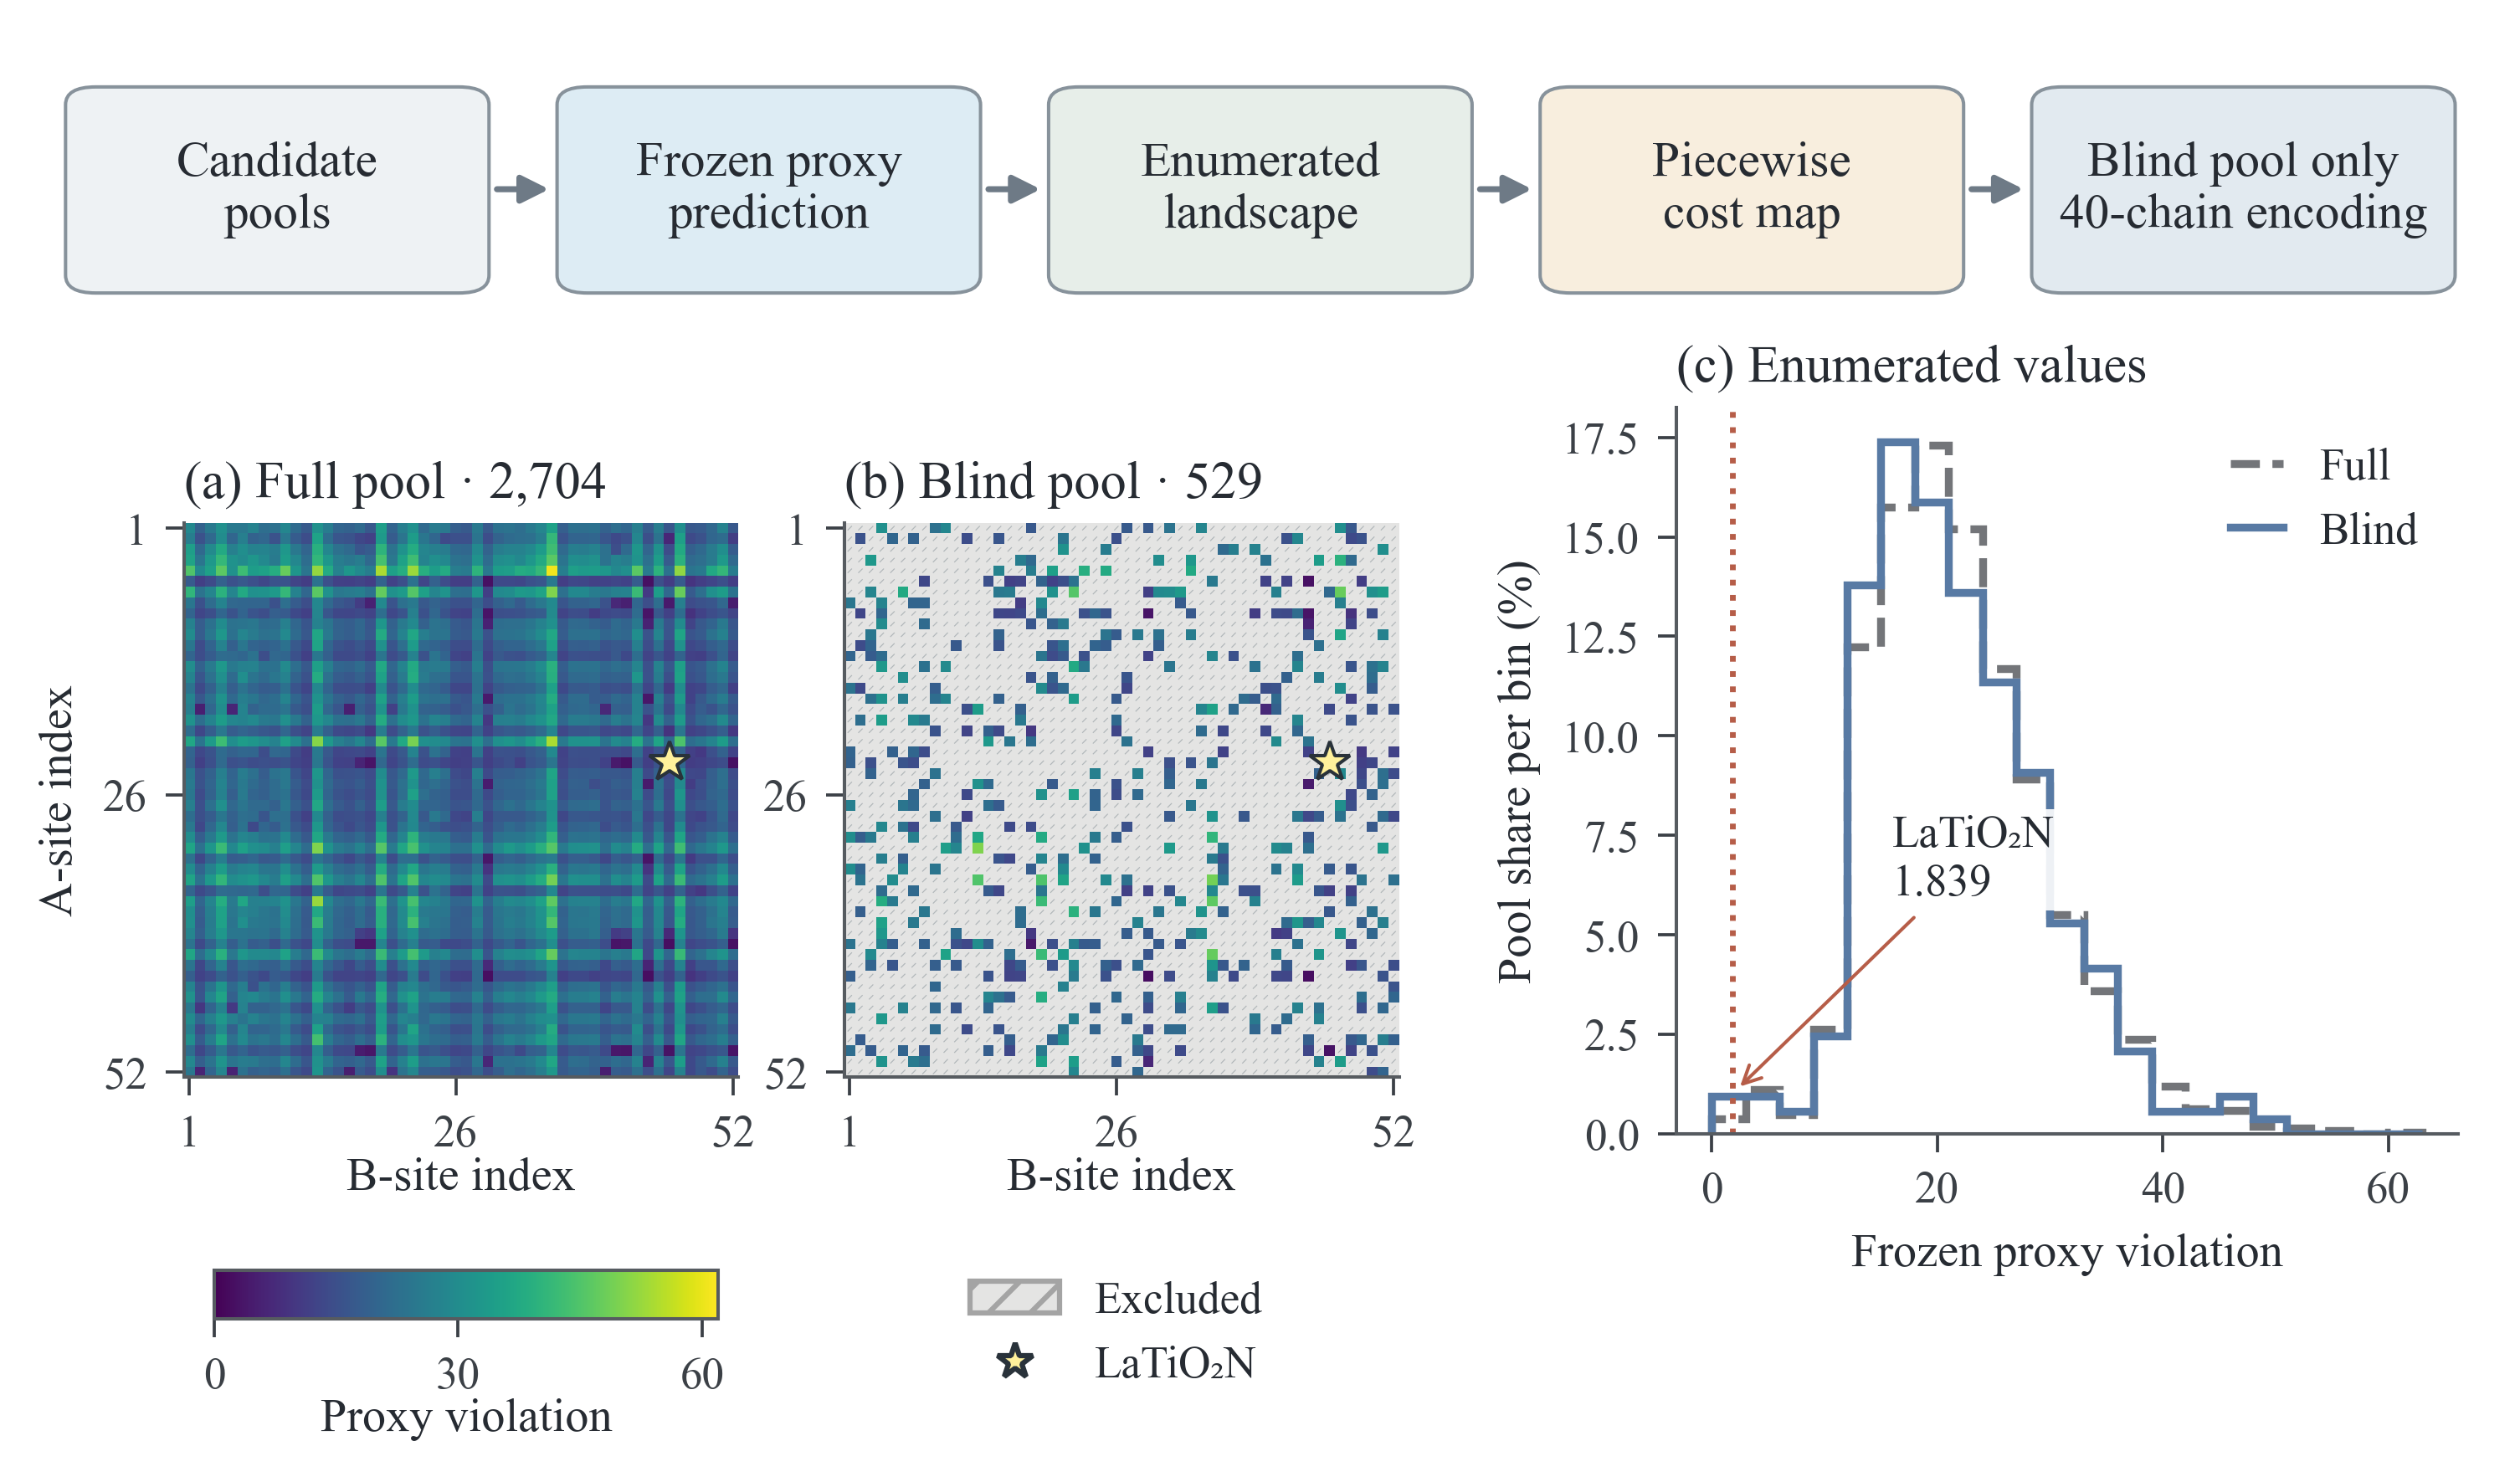 Candidate
pools
Frozen proxy
prediction
Enumerated
landscape
Piecewise
cost map
Blind pool only
40-chain encoding
(a) Full pool · 2,704
1
26
52
A-site index
1
26
52
B-site index
0
30
60
Proxy violation
(b) Blind pool · 529
1
26
52
1
26
52
B-site index
Excluded
LaTiO₂N
(c) Enumerated values
17.5
15.0
12.5
10.0
7.5
5.0
2.5
0.0
Pool share per bin (%)
Full
Blind
LaTiO₂N
1.839
0
20
40
60
Frozen proxy violation